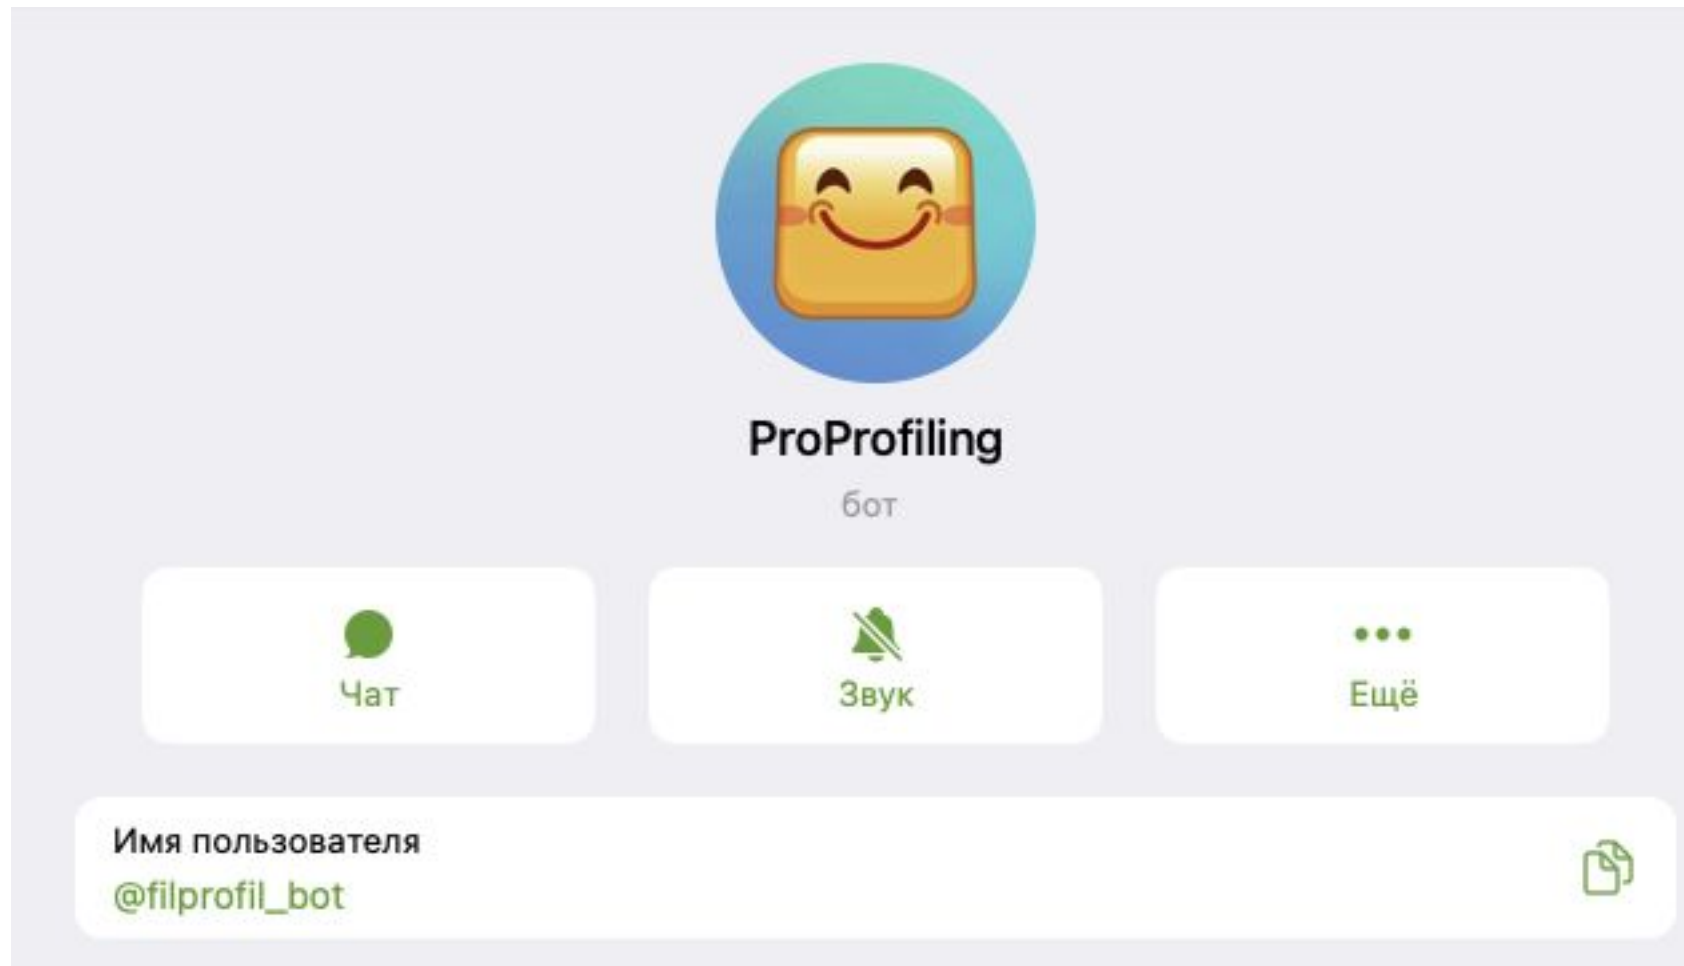 ProProfiling
бот
Чат
Звук
Ещё
Имя пользователя
@filprofil_bot